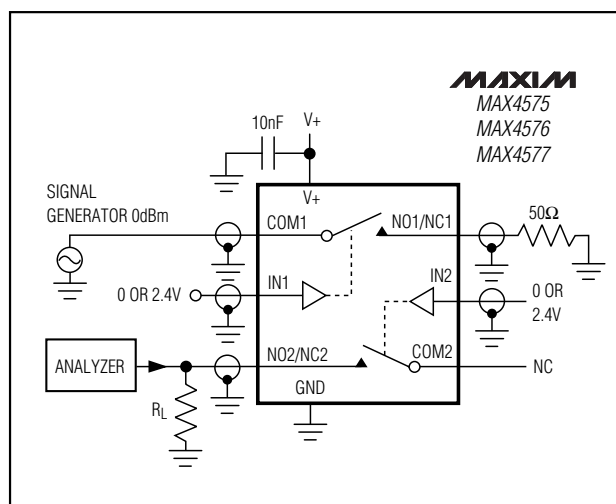 MAXIM
MAX4575
MAX4576
MAX4577
10nF
V+
V+
SIGNAL
GENERATOR 0dBm
COM1
NO1/NC1
50Ω
IN1
IN2
0 OR 2.4V
0 OR
2.4V
ANALYZER
NO2/NC2
COM2
NC
GND
RL